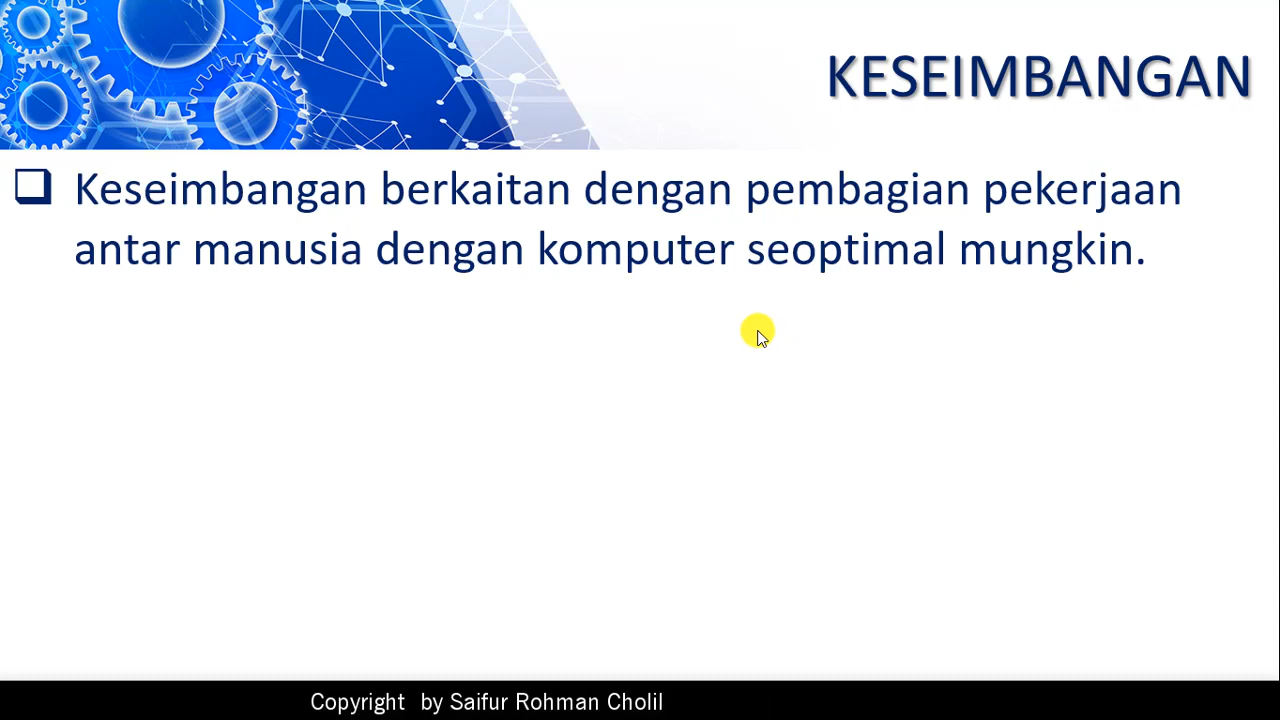 KESEIMBANGAN
Keseimbangan berkaitan dengan pembagian pekerjaan
antar manusia dengan komputer seoptimal mungkin.
Copyright by Saifur Rohman Cholil